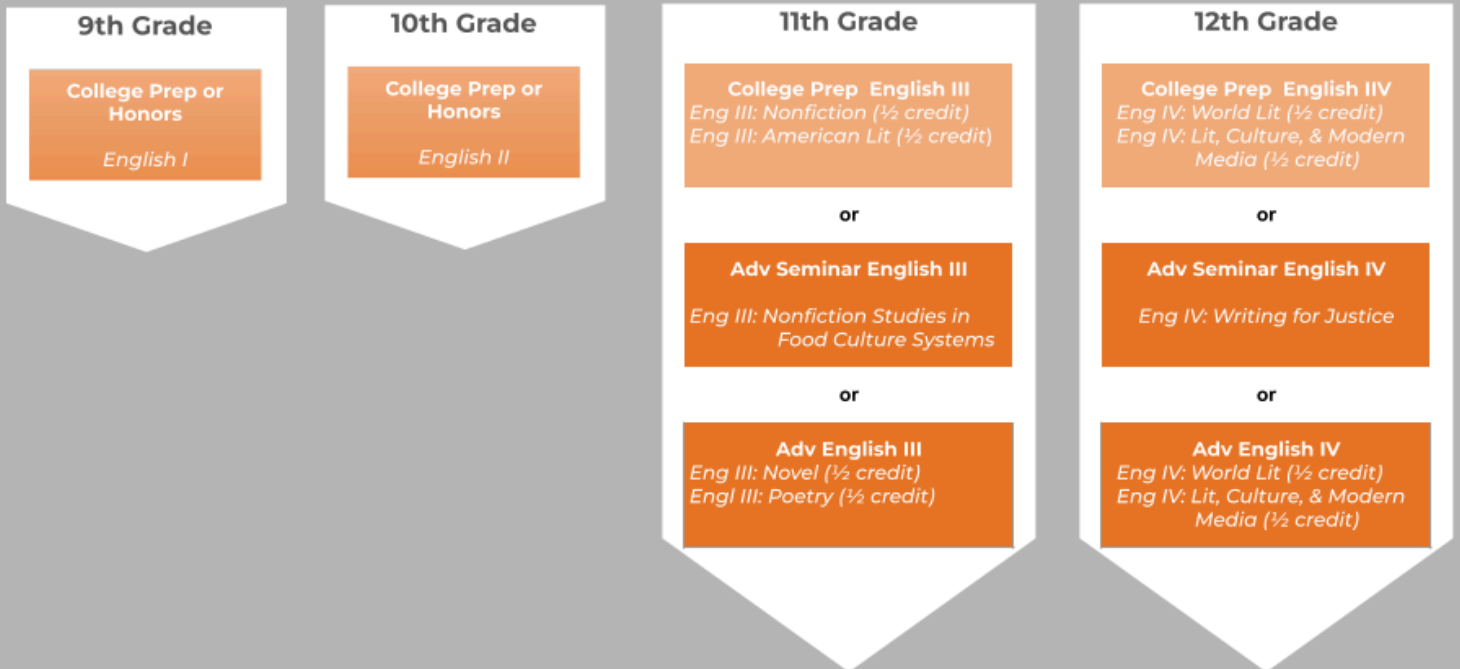 9th Grade
College Prep or
Honors
English I
10th Grade
College Prep or
Honors
English II
11th Grade
College Prep  English III
Eng III: Nonfiction (½ credit)
Eng III: American Lit (½ credit)
or
Adv Seminar English III
Eng III: Nonfiction Studies in
Food Culture Systems
or
Adv English III
Eng III: Novel (½ credit)
Engl III: Poetry (½ credit)
12th Grade
College Prep  English IIV
Eng IV: World Lit (½ credit)
Eng IV: Lit, Culture, & Modern
Media (½ credit)
or
Adv Seminar English IV
Eng IV: Writing for Justice
or
Adv English IV
Eng IV: World Lit (½ credit)
Eng IV: Lit, Culture, & Modern
Media (½ credit)